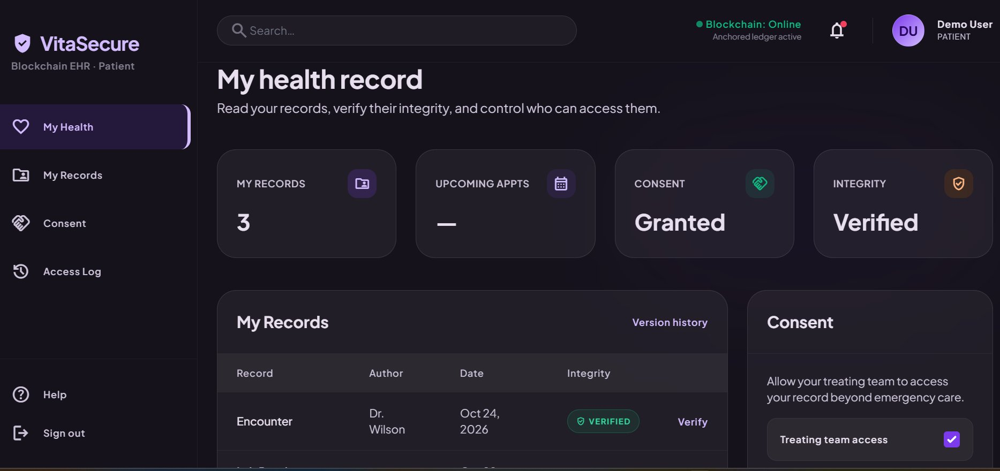 VitaSecure
Blockchain EHR · Patient
My Health
My Records
Consent
Access Log
Help
Sign out
Search...
Blockchain: Online
Anchored ledger active
DU
Demo User
PATIENT
My health record
Read your records, verify their integrity, and control who can access them.
MY RECORDS
3
UPCOMING APPTS
—
CONSENT
Granted
INTEGRITY
Verified
My Records
Version history
Record Author Date Integrity
Encounter
Dr.
Wilson
Oct 24,
2026
VERIFIED
Verify
Consent
Allow your treating team to access
your record beyond emergency care.
Treating team access